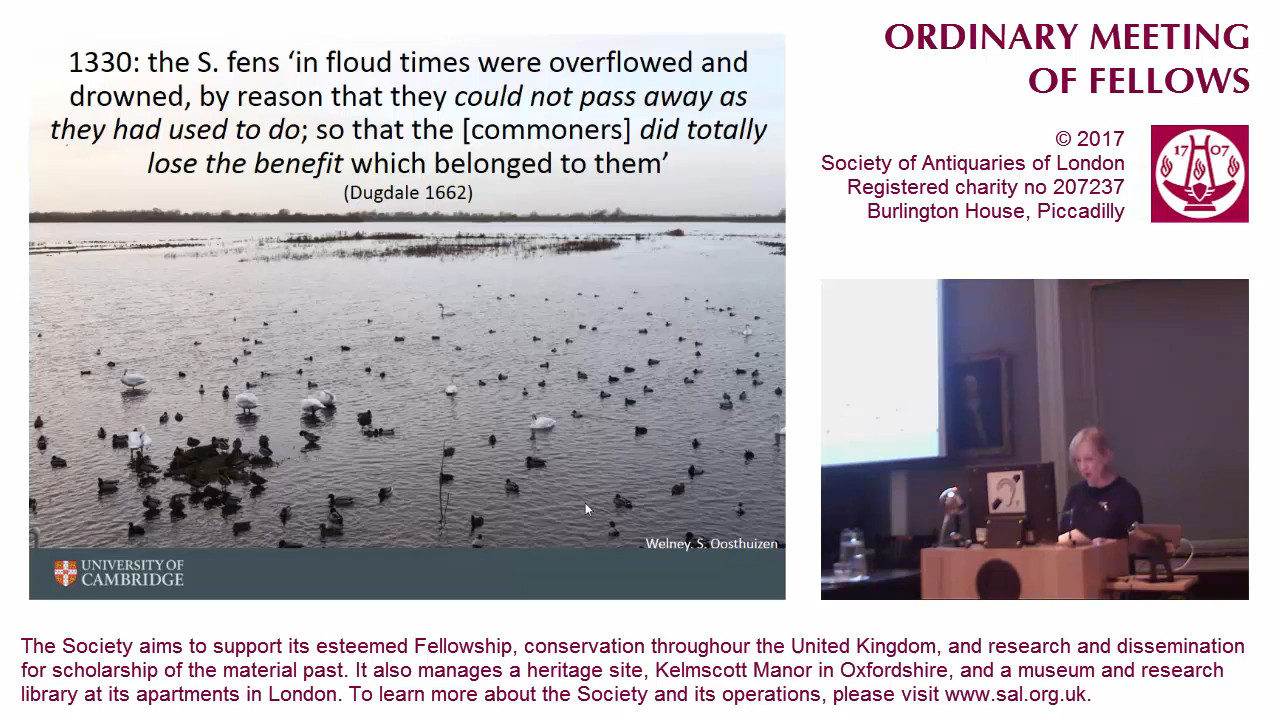 1330: the S. fens ‘in floud times were overflowed and
drowned, by reason that they could not pass away as
they had used to do; so that the [commoners] did totally
lose the benefit which belonged to them’
(Dugdale 1662)
Welney. S. Oosthuizen
UNIVERSITY OF
CAMBRIDGE
ORDINARY MEETING
OF FELLOWS
© 2017
Society of Antiquaries of London
Registered charity no 207237
Burlington House, Piccadilly
17 07
The Society aims to support its esteemed Fellowship, conservation throughour the United Kingdom, and research and dissemination
for scholarship of the material past. It also manages a heritage site, Kelmscott Manor in Oxfordshire, and a museum and research
library at its apartments in London. To learn more about the Society and its operations, please visit www.sal.org.uk.